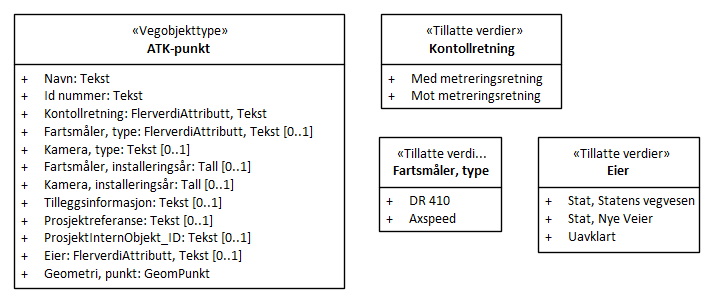 «Vegobjekttype»
ATK-punkt
+ Navn: Tekst
+ Id nummer: Tekst
+ Kontollretning: FlerverdiAttributt, Tekst
+ Fartsmåler, type: FlerverdiAttributt, Tekst [0..1]
+ Kamera, type: Tekst [0..1]
+ Fartsmåler, installeringsår: Tall [0..1]
+ Kamera, installeringsår: Tall [0..1]
+ Tilleggsinformasjon: Tekst [0..1]
+ Prosjektreferanse: Tekst [0..1]
+ ProsjektInternObjekt_ID: Tekst [0..1]
+ Eier: FlerverdiAttributt, Tekst [0..1]
+ Geometri, punkt: GeomPunkt
«Tillatte verdier»
Kontollretning
+ Med metreringsretning
+ Mot metreringsretning
«Tillatte verdi...
Fartsmåler, type
+ DR 410
+ Axspeed
«Tillatte verdier»
Eier
+ Stat, Statens vegvesen
+ Stat, Nye Veier
+ Uavklart